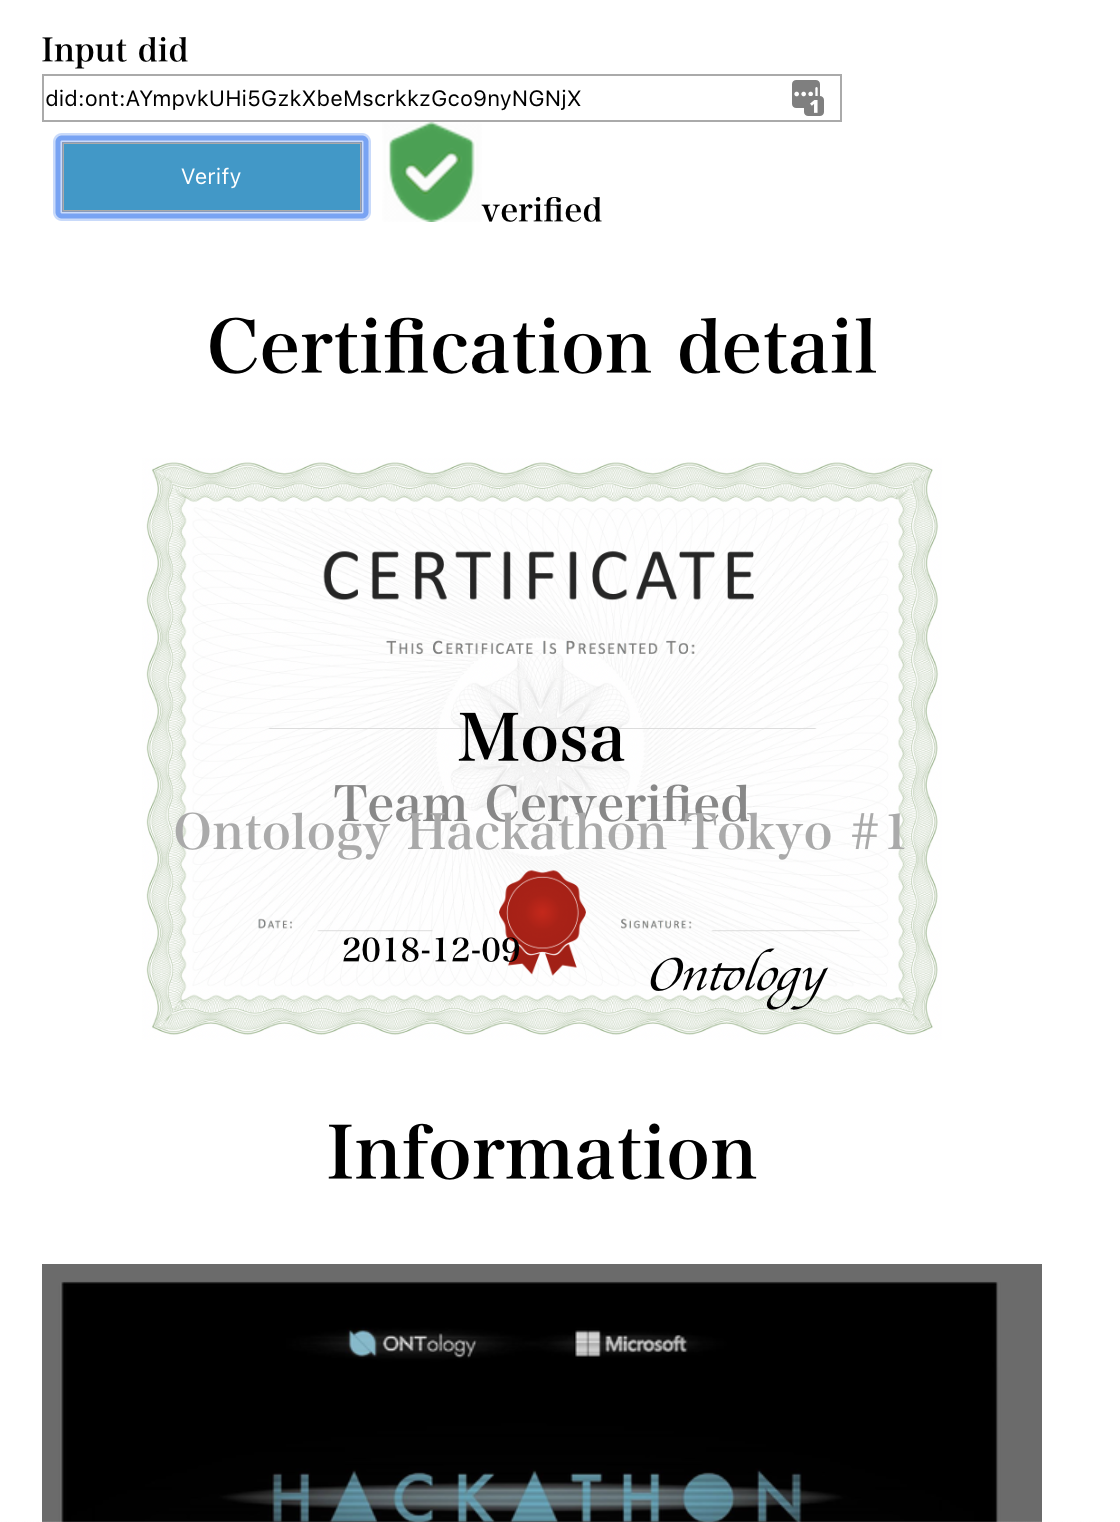 Input did
did:ont:AYmpvkUHi5GzkXbeMscrkkzGco9nyNGNjX
1
Verify
verified
Certification detail
CERTIFICATE
THIS CERTIFICATE IS PRESENTED TO:
Mosa
Team Cerverified
Ontology Hackathon Tokyo #1
DATE:
SIGNATURE:
2018-12-09
Ontology
Information
ONTology
Microsoft
HACKATHON